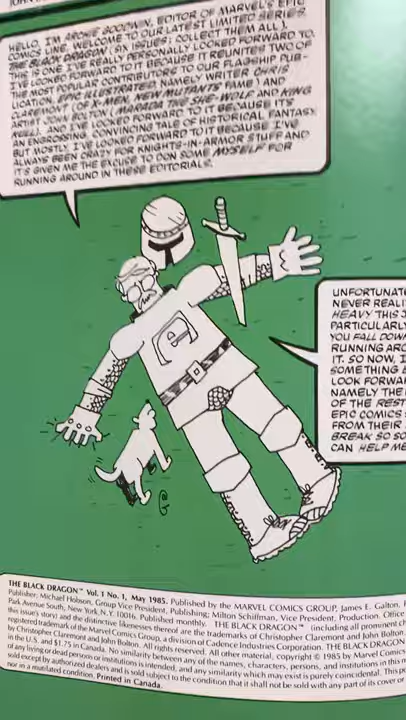 HELLO, I'M ARCHIE GOODWIN, EDITOR OF MARVEL'S EPIC
COMICS LINE. WELCOME TO OUR LATEST LIMITED SERIES,
THE BLACK DRAGON (SIX ISSUES; COLLECT THEM ALL).
THIS IS ONE I'VE REALLY PERSONALLY LOOKED FORWARD TO.
I'VE LOOKED FORWARD TO IT BECAUSE IT REUNITES TWO OF
THE MOST POPULAR CONTRIBUTORS TO OUR FLAGSHIP PUB-
LICATION, EPIC ILLUSTRATED, NAMELY WRITER CHRIS
CLAREMONT (OF X-MEN, NEW MUTANTS FAME) AND
ARTIST JOHN BOLTON (MARADA THE SHE-WOLF AND KING
KULL). AND I'VE LOOKED FORWARD TO IT BECAUSE IT'S
AN ENGROSSING, CONVINCING TALE OF HISTORICAL FANTASY.
BUT MOSTLY, I'VE LOOKED FORWARD TO IT BECAUSE I'VE
ALWAYS BEEN CRAZY FOR KNIGHTS-IN-ARMOR STUFF AND
IT'S GIVEN ME THE EXCUSE TO DON SOME MYSELF FOR
RUNNING AROUND IN THESE EDITORIALS.
UNFORTUNATE
NEVER REALI
HEAVY THIS
PARTICULARLY
YOU FALL DOWN
RUNNING ARO
IT. SO NOW, I
SOMETHING
LOOK FORWAR
NAMELY THE
OF THE REST
EPIC COMICS
FROM THEIR
BREAK SO SO
CAN HELP ME
THE BLACK DRAGON™ Vol. 1 No. 1, May 1985. Published by the MARVEL COMICS GROUP, James E. Galton,
Publisher. Michael Hobson, Group Vice President, Publishing; Milton Schiffman, Vice President, Production. Office
Park Avenue South, New York, N.Y. 10016. Published monthly. THE BLACK DRAGON™ (including all prominent ch
this issue's story) and the distinctive likenesses thereof are the trademarks of Christopher Claremont and John Bolton.
registered trademark of the Marvel Comics Group, a division of Cadence Industries Corporation. THE BLACK DRAGON
by Christopher Claremont and John Bolton. All rights reserved. All other material, copyright © 1985 by Marvel Comics
in the U.S. and $1.75 in Canada. No similarity between any of the names, characters, persons, and institutions in this m
of any living or dead persons or institutions is intended, and any similarity which may exist is purely coincidental. This p
sold except by authorized dealers and is sold subject to the condition that it shall not be sold with any part of its cover or
nor in a mutilated condition. Printed in Canada.